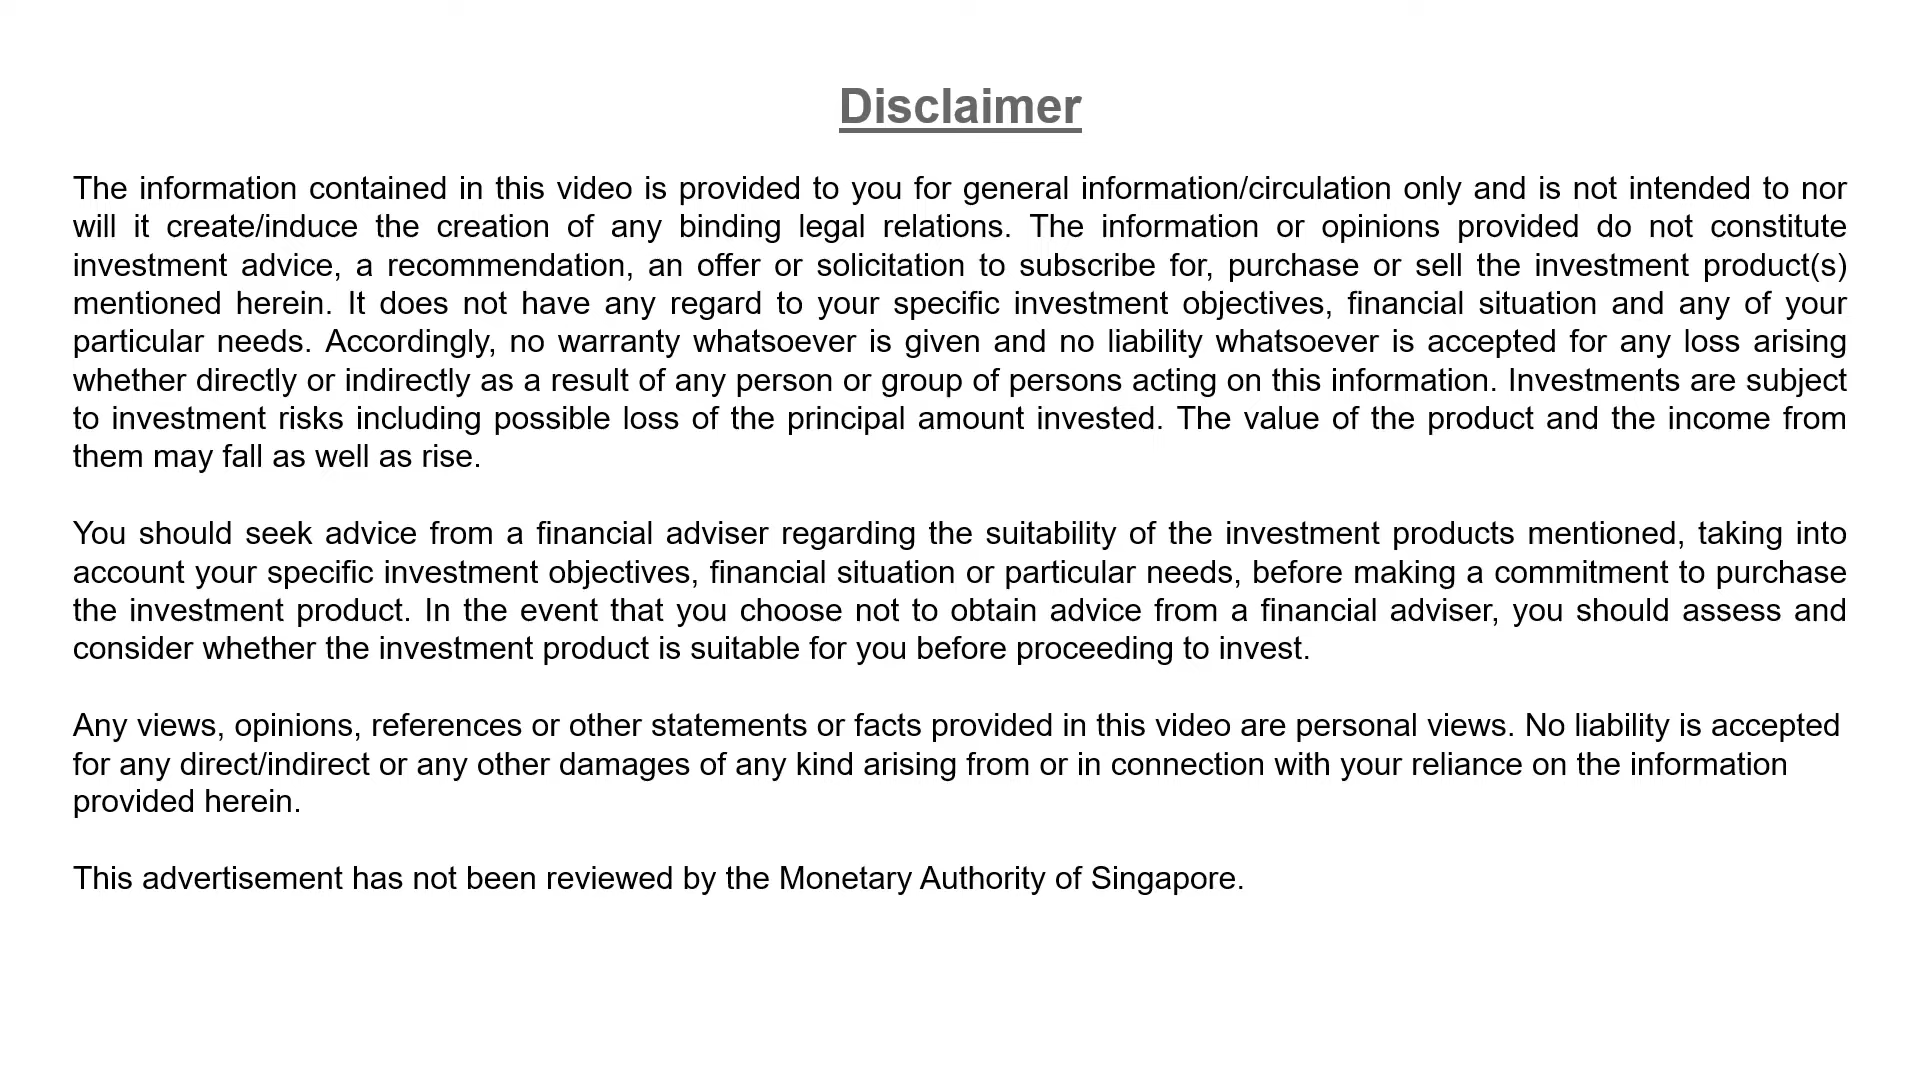 Disclaimer
The information contained in this video is provided to you for general information/circulation only and is not intended to nor
will it create/induce the creation of any binding legal relations. The information or opinions provided do not constitute
investment advice, a recommendation, an offer or solicitation to subscribe for, purchase or sell the investment product(s)
mentioned herein. It does not have any regard to your specific investment objectives, financial situation and any of your
particular needs. Accordingly, no warranty whatsoever is given and no liability whatsoever is accepted for any loss arising
whether directly or indirectly as a result of any person or group of persons acting on this information. Investments are subject
to investment risks including possible loss of the principal amount invested. The value of the product and the income from
them may fall as well as rise.
You should seek advice from a financial adviser regarding the suitability of the investment products mentioned, taking into
account your specific investment objectives, financial situation or particular needs, before making a commitment to purchase
the investment product. In the event that you choose not to obtain advice from a financial adviser, you should assess and
consider whether the investment product is suitable for you before proceeding to invest.
Any views, opinions, references or other statements or facts provided in this video are personal views. No liability is accepted
for any direct/indirect or any other damages of any kind arising from or in connection with your reliance on the information
provided herein.
This advertisement has not been reviewed by the Monetary Authority of Singapore.